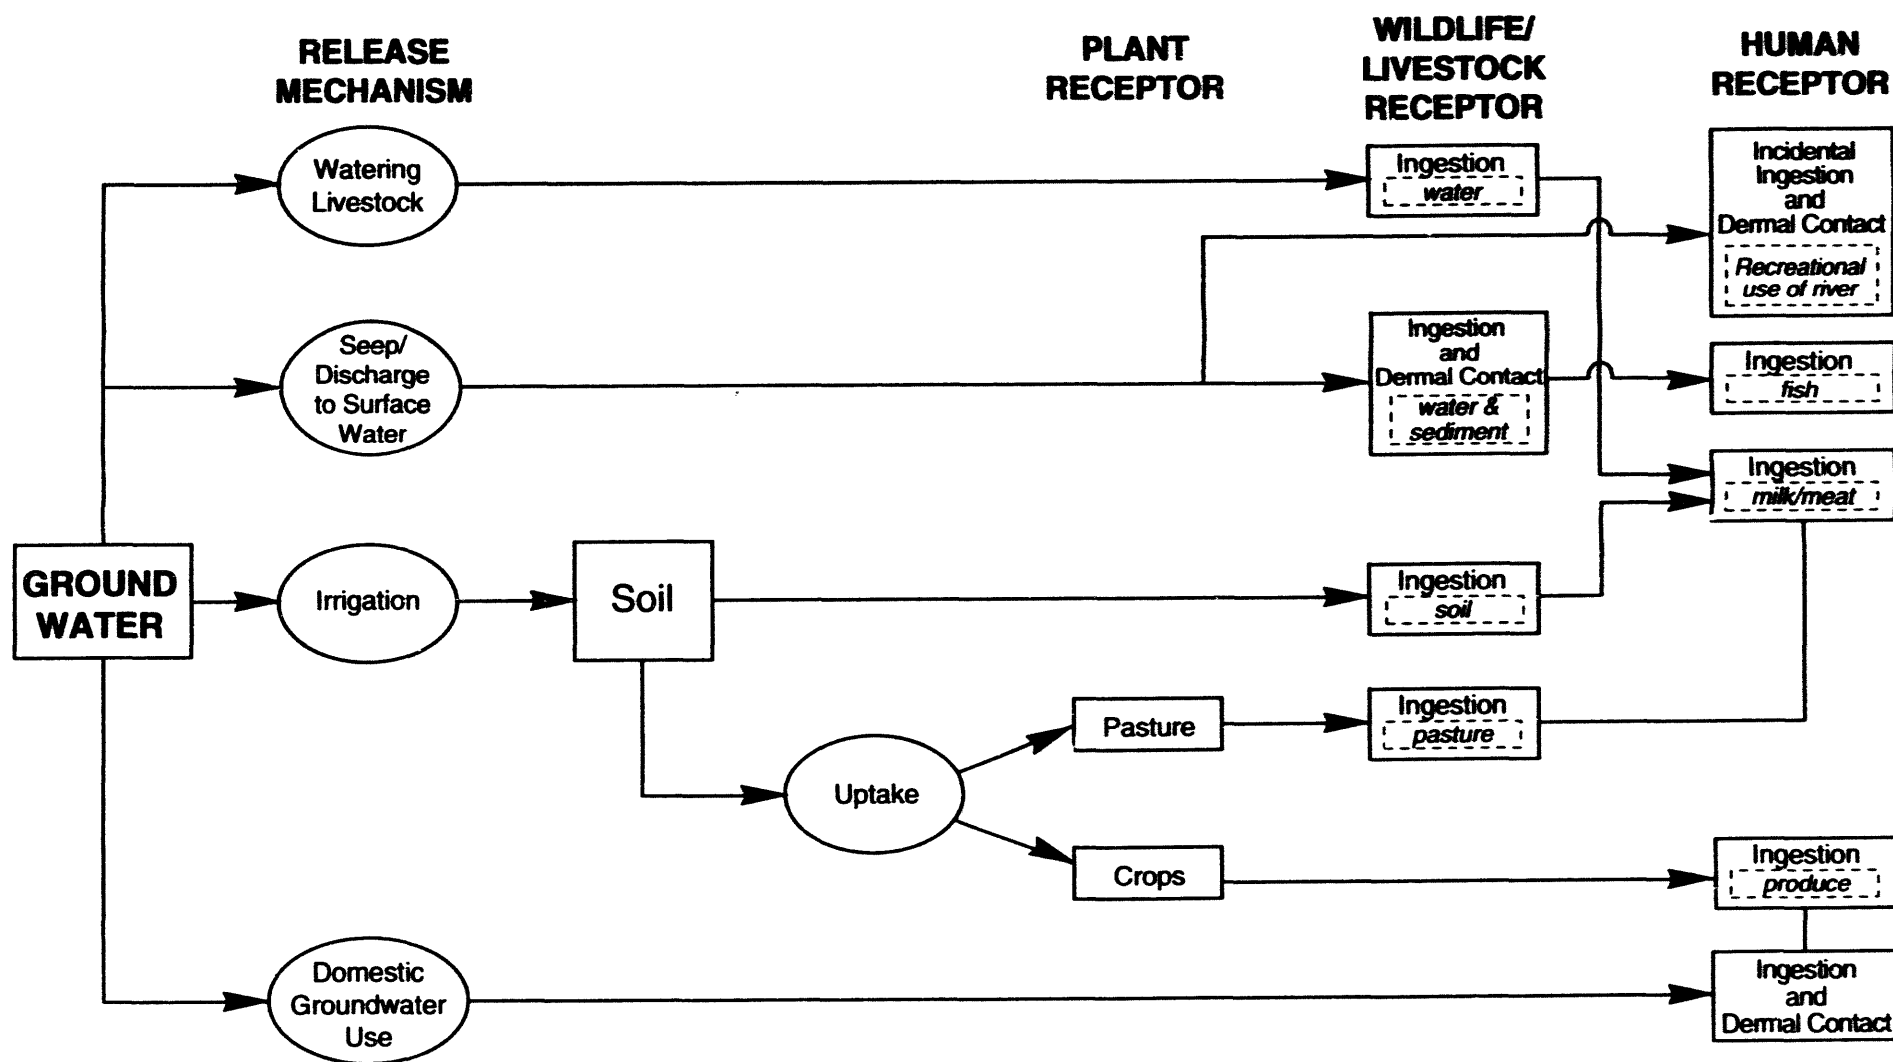 RELEASE
MECHANISM
PLANT
RECEPTOR
WILDLIFE/
LIVESTOCK
RECEPTOR
HUMAN
RECEPTOR
Watering
Livestock
Ingestion
water
Incidental
Ingestion
and
Dermal Contact
Recreational
use of river
Seep/
Discharge
to Surface
Water
Ingestion
and
Dermal Contact
water &
sediment
Ingestion
fish
Ingestion
milk/meat
GROUND
WATER
Irrigation
Soil
Ingestion
soil
Uptake
Pasture
Ingestion
pasture
Crops
Ingestion
produce
Domestic
Groundwater
Use
Ingestion
and
Dermal Contact